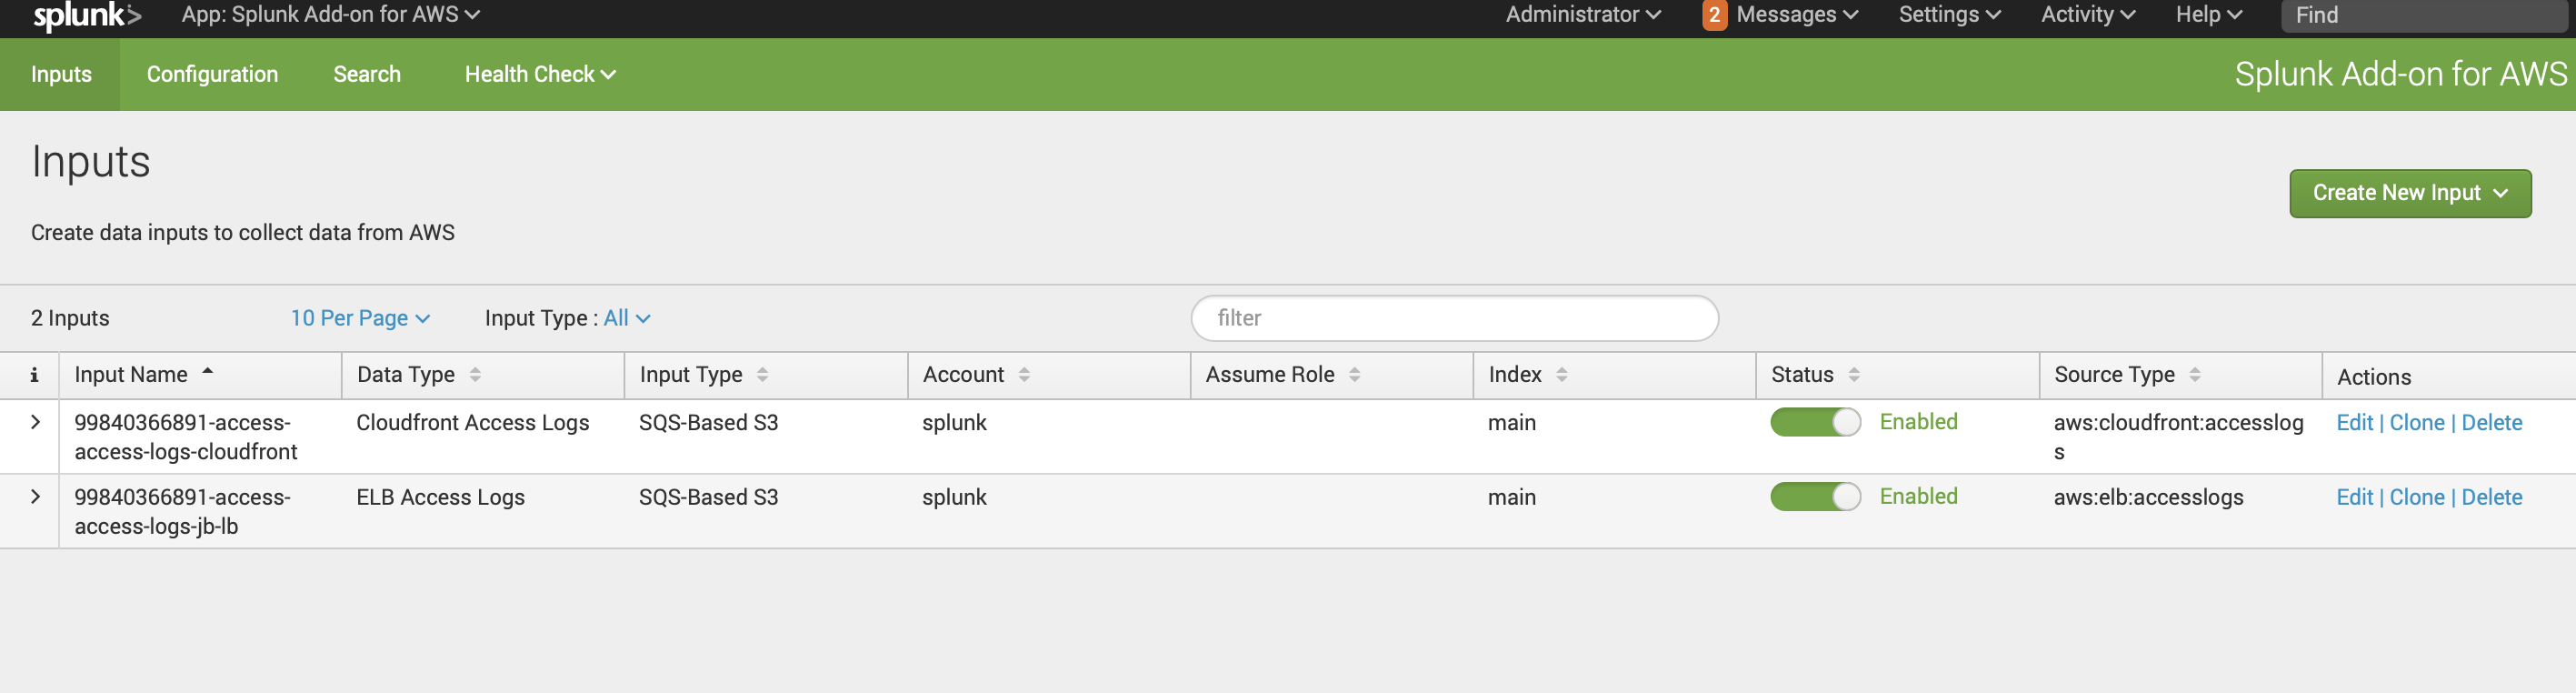 splunk> App: Splunk Add-on for AWS Administrator 2 Messages Settings Activity Help Find
Inputs Configuration Search Health Check Splunk Add-on for AWS
Inputs
Create New Input
Create data inputs to collect data from AWS
2 Inputs 10 Per Page Input Type : All filter
i Input Name Data Type Input Type Account Assume Role Index Status Source Type Actions
99840366891-access- Cloudfront Access Logs SQS-Based S3 splunk main Enabled aws:cloudfront:accesslog Edit | Clone | Delete
access-logs-cloudfront s
99840366891-access- ELB Access Logs SQS-Based S3 splunk main Enabled aws:elb:accesslogs Edit | Clone | Delete
access-logs-jb-lb